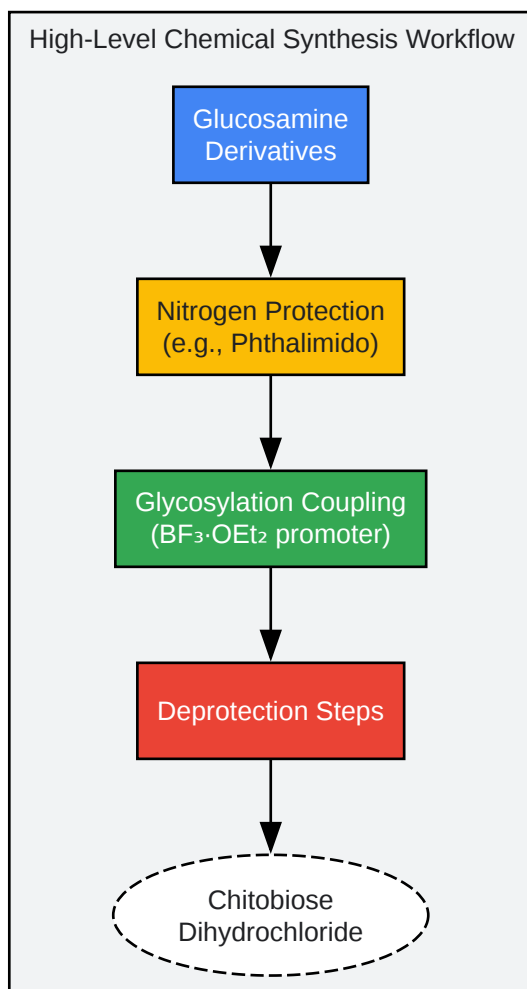 High-Level Chemical Synthesis Workflow
Glucosamine
Derivatives
Nitrogen Protection
(e.g., Phthalimido)
Glycosylation Coupling
(BF₃·OEt₂ promoter)
Deprotection Steps
Chitobiose
Dihydrochloride